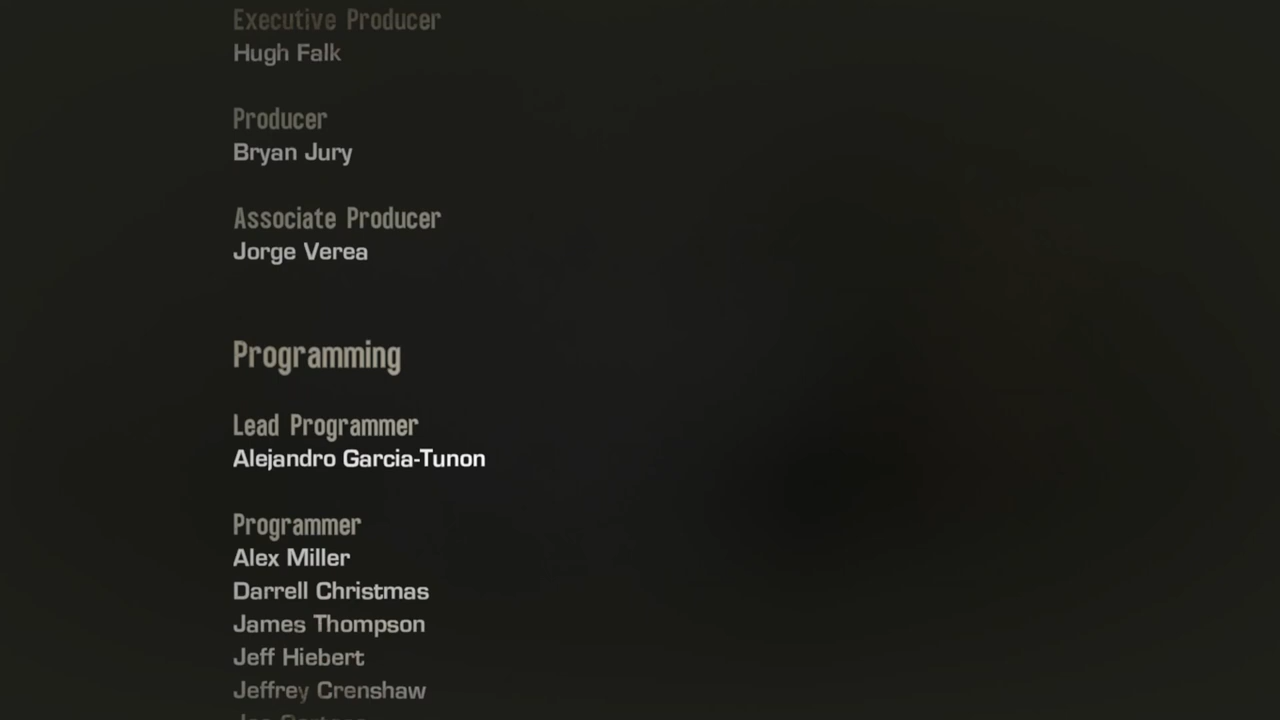 Executive Producer
Hugh Falk
Producer
Bryan Jury
Associate Producer
Jorge Verea
Programming
Lead Programmer
Alejandro Garcia-Tunon
Programmer
Alex Miller
Darrell Christmas
James Thompson
Jeff Hiebert
Jeffrey Crenshaw